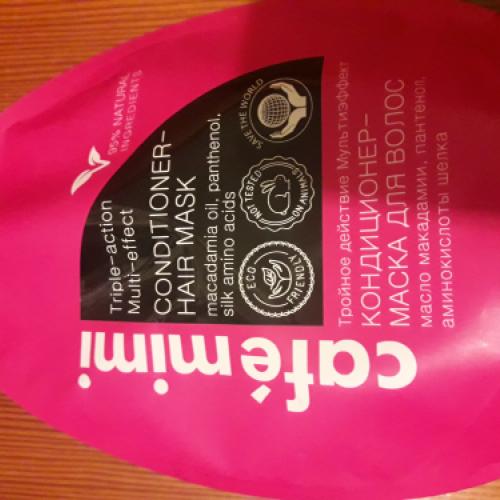 café mimi
Triple-action
Multi-effect
CONDITIONER-
HAIR MASK
macadamia oil, panthenol,
silk amino acids
95% NATURAL
INGREDIENTS
ECO
FRIENDLY
NOT TESTED
ON ANIMALS
SAVE THE WORLD
Тройное действие Мультиэффект
КОНДИЦИОНЕР-
МАСКА ДЛЯ ВОЛОС
масло макадамии, пантенол,
аминокислоты шелка